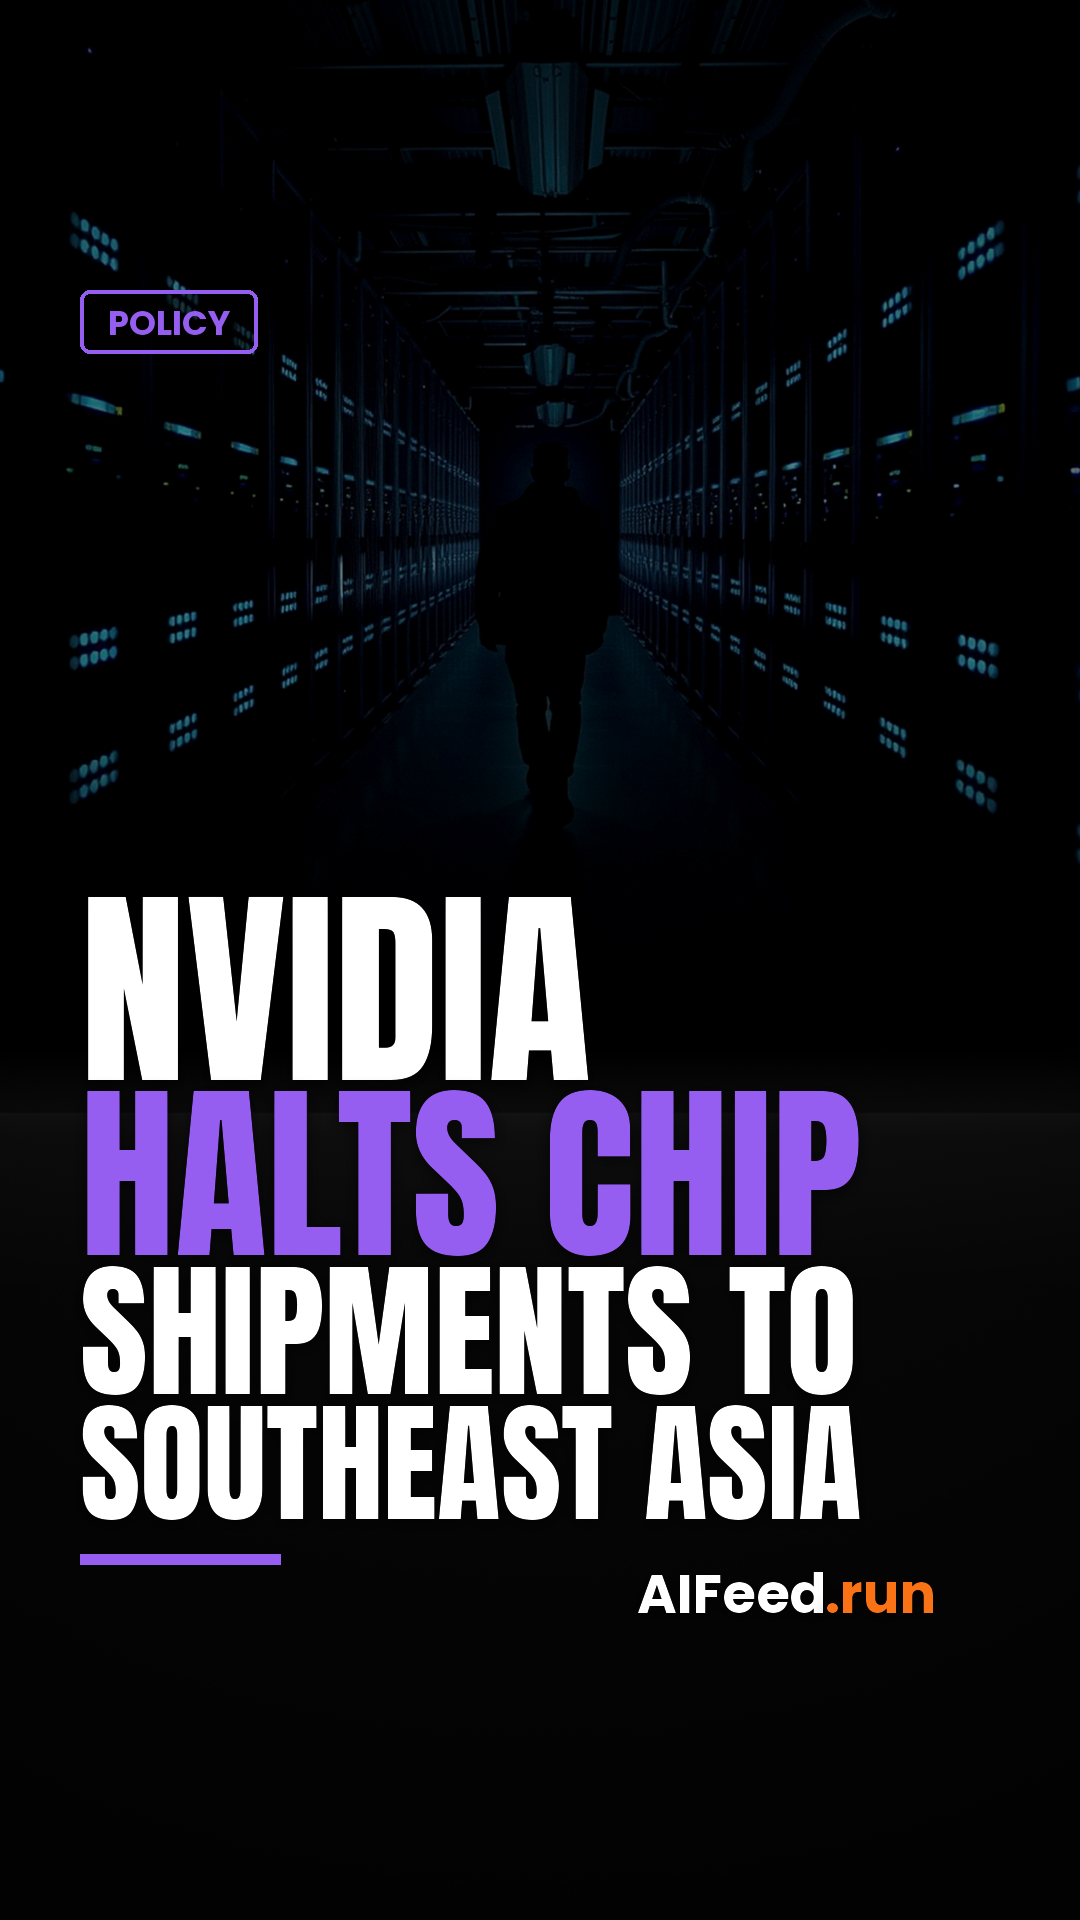 POLICY
NVIDIA
HALTS CHIP
SHIPMENTS TO
SOUTHEAST ASIA
AIFeed.run